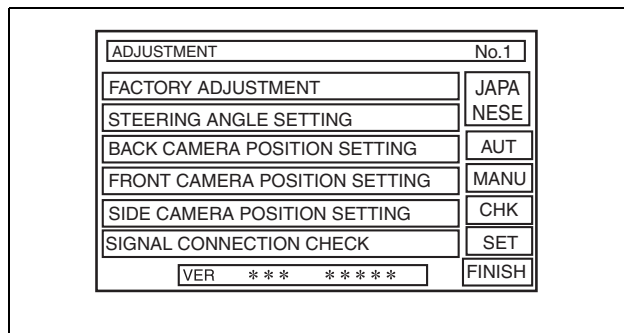 ADJUSTMENT No.1
FACTORY ADJUSTMENT
JAPA
NESE
STEERING ANGLE SETTING
BACK CAMERA POSITION SETTING AUT
FRONT CAMERA POSITION SETTING MANU
SIDE CAMERA POSITION SETTING CHK
SIGNAL CONNECTION CHECK SET
VER *** ***** FINISH